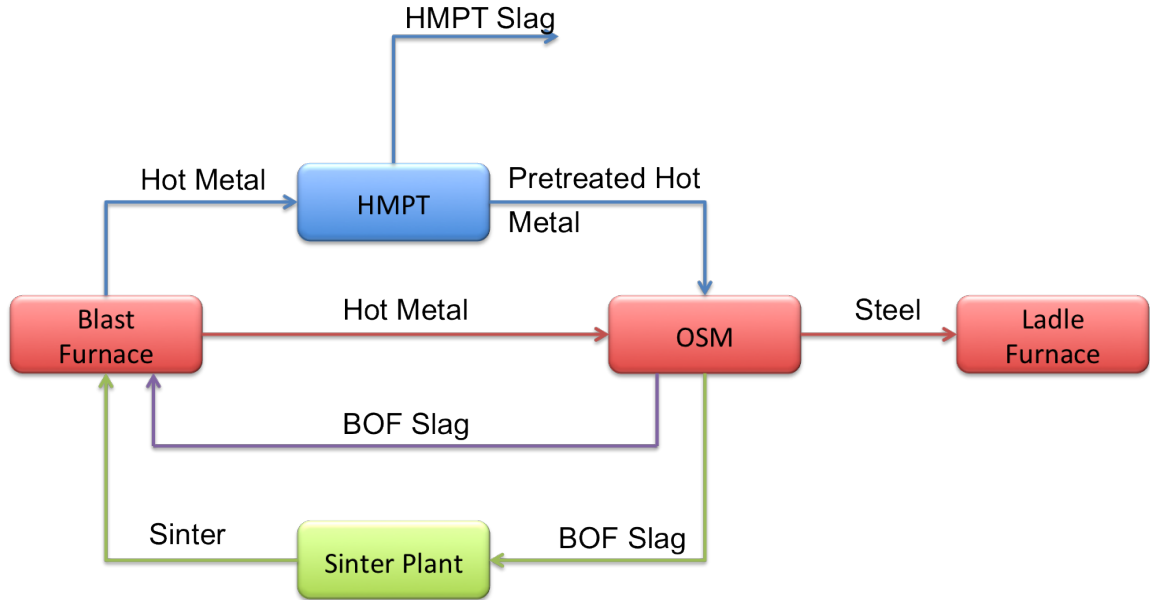 HMPT Slag
Hot Metal
HMPT
Pretreated Hot
Metal
Blast
Furnace
Hot Metal
OSM
Steel
Ladle
Furnace
BOF Slag
Sinter
Sinter Plant
BOF Slag